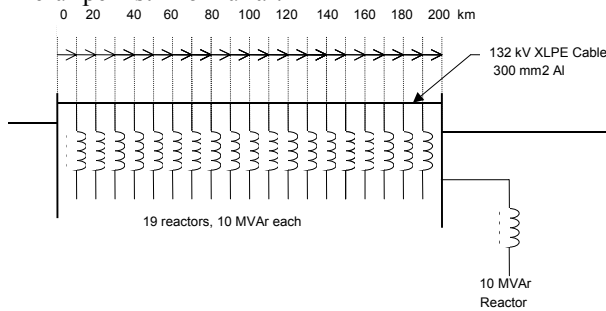 0 20 40 60 80 100 120 140 160 180 200 km
132 kV XLPE Cable
300 mm2 Al
19 reactors, 10 MVAr each
10 MVAr
Reactor